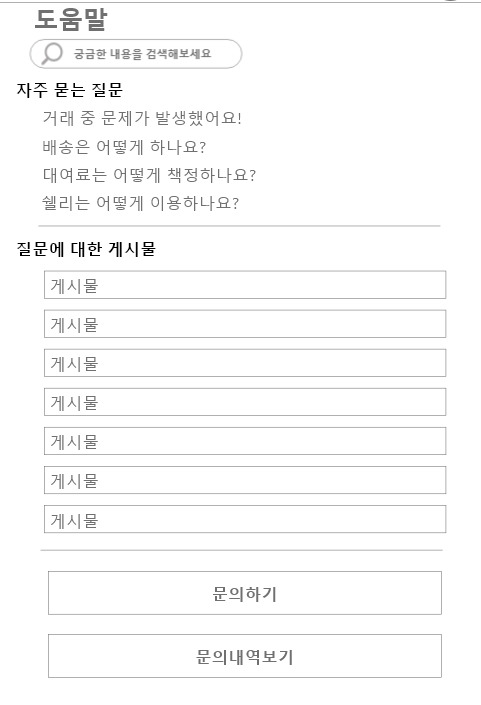 도움말
궁금한 내용을 검색해보세요
자주 묻는 질문
거래 중 문제가 발생했어요!
배송은 어떻게 하나요?
대여료는 어떻게 책정하나요?
쉘리는 어떻게 이용하나요?
질문에 대한 게시물
게시물
게시물
게시물
게시물
게시물
게시물
게시물
문의하기
문의내역보기